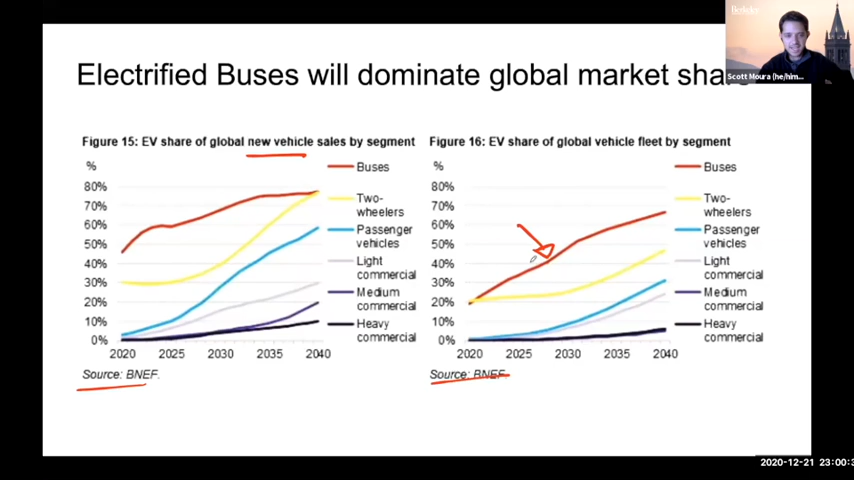 Berkeley
Scott Moura (he/him...
Electrified Buses will dominate global market share
Figure 15: EV share of global new vehicle sales by segment
%
80%
70%
60%
50%
40%
30%
20%
10%
0%
2020
2025
2030
2035
2040
Buses
Two-
wheelers
Passenger
vehicles
Light
commercial
Medium
commercial
Heavy
commercial
Source: BNEF.
Figure 16: EV share of global vehicle fleet by segment
%
80%
70%
60%
50%
40%
30%
20%
10%
0%
2020
2025
2030
2035
2040
Buses
Two-
wheelers
Passenger
vehicles
Light
commercial
Medium
commercial
Heavy
commercial
Source: BNEF.
2020-12-21 23:00:3